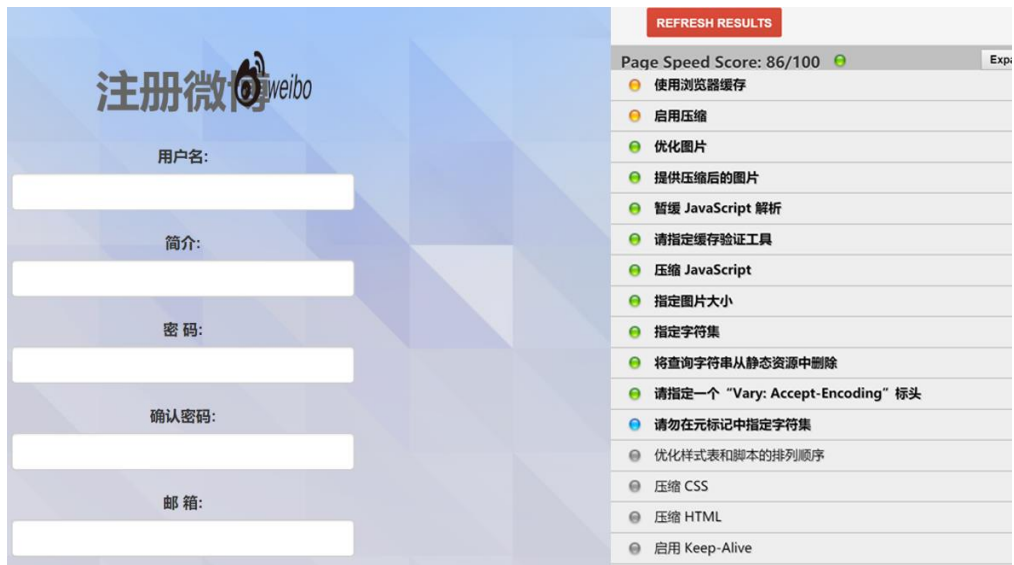 注册微博
weibo
用户名:
简介:
密 码:
确认密码:
邮 箱:
REFRESH RESULTS
Page Speed Score: 86/100
Expa
使用浏览器缓存
启用压缩
优化图片
提供压缩后的图片
暂缓 JavaScript 解析
请指定缓存验证工具
压缩 JavaScript
指定图片大小
指定字符集
将查询字符串从静态资源中删除
请指定一个“Vary: Accept-Encoding”标头
请勿在元标记中指定字符集
优化样式表和脚本的排列顺序
压缩 CSS
压缩 HTML
启用 Keep-Alive